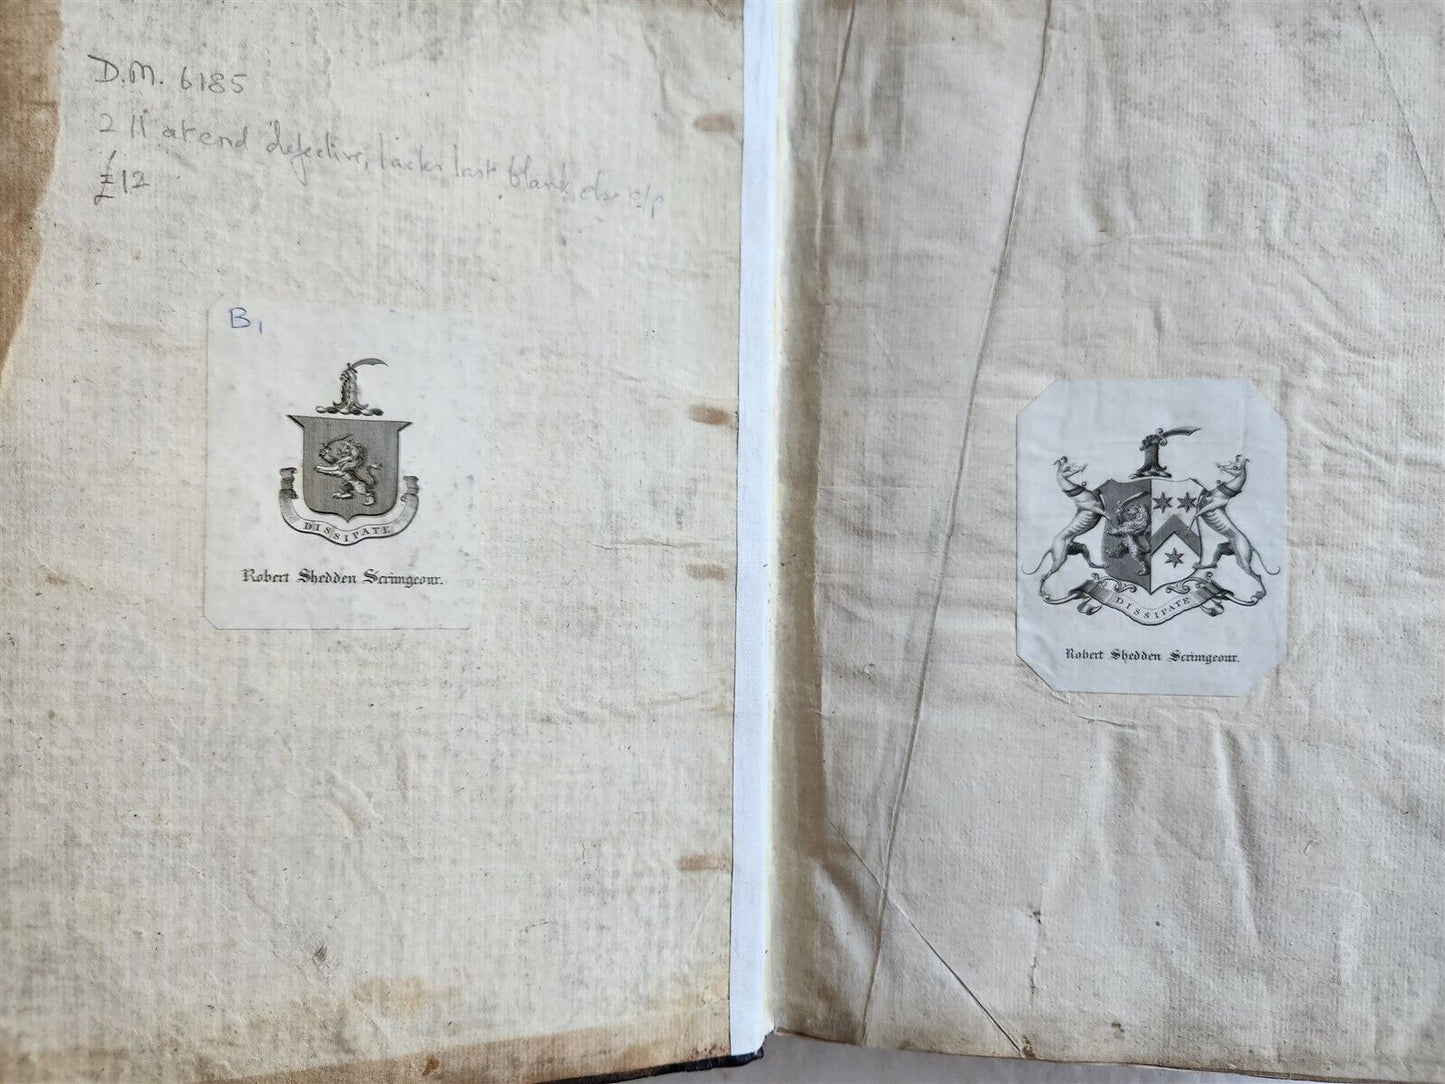 D.M. 6185
2 ll at end defective, lacks last blank
£12
B1
DISSIPATE
Robert Shedden Scrimgeour.
DISSIPATE
Robert Shedden Scrimgeour.